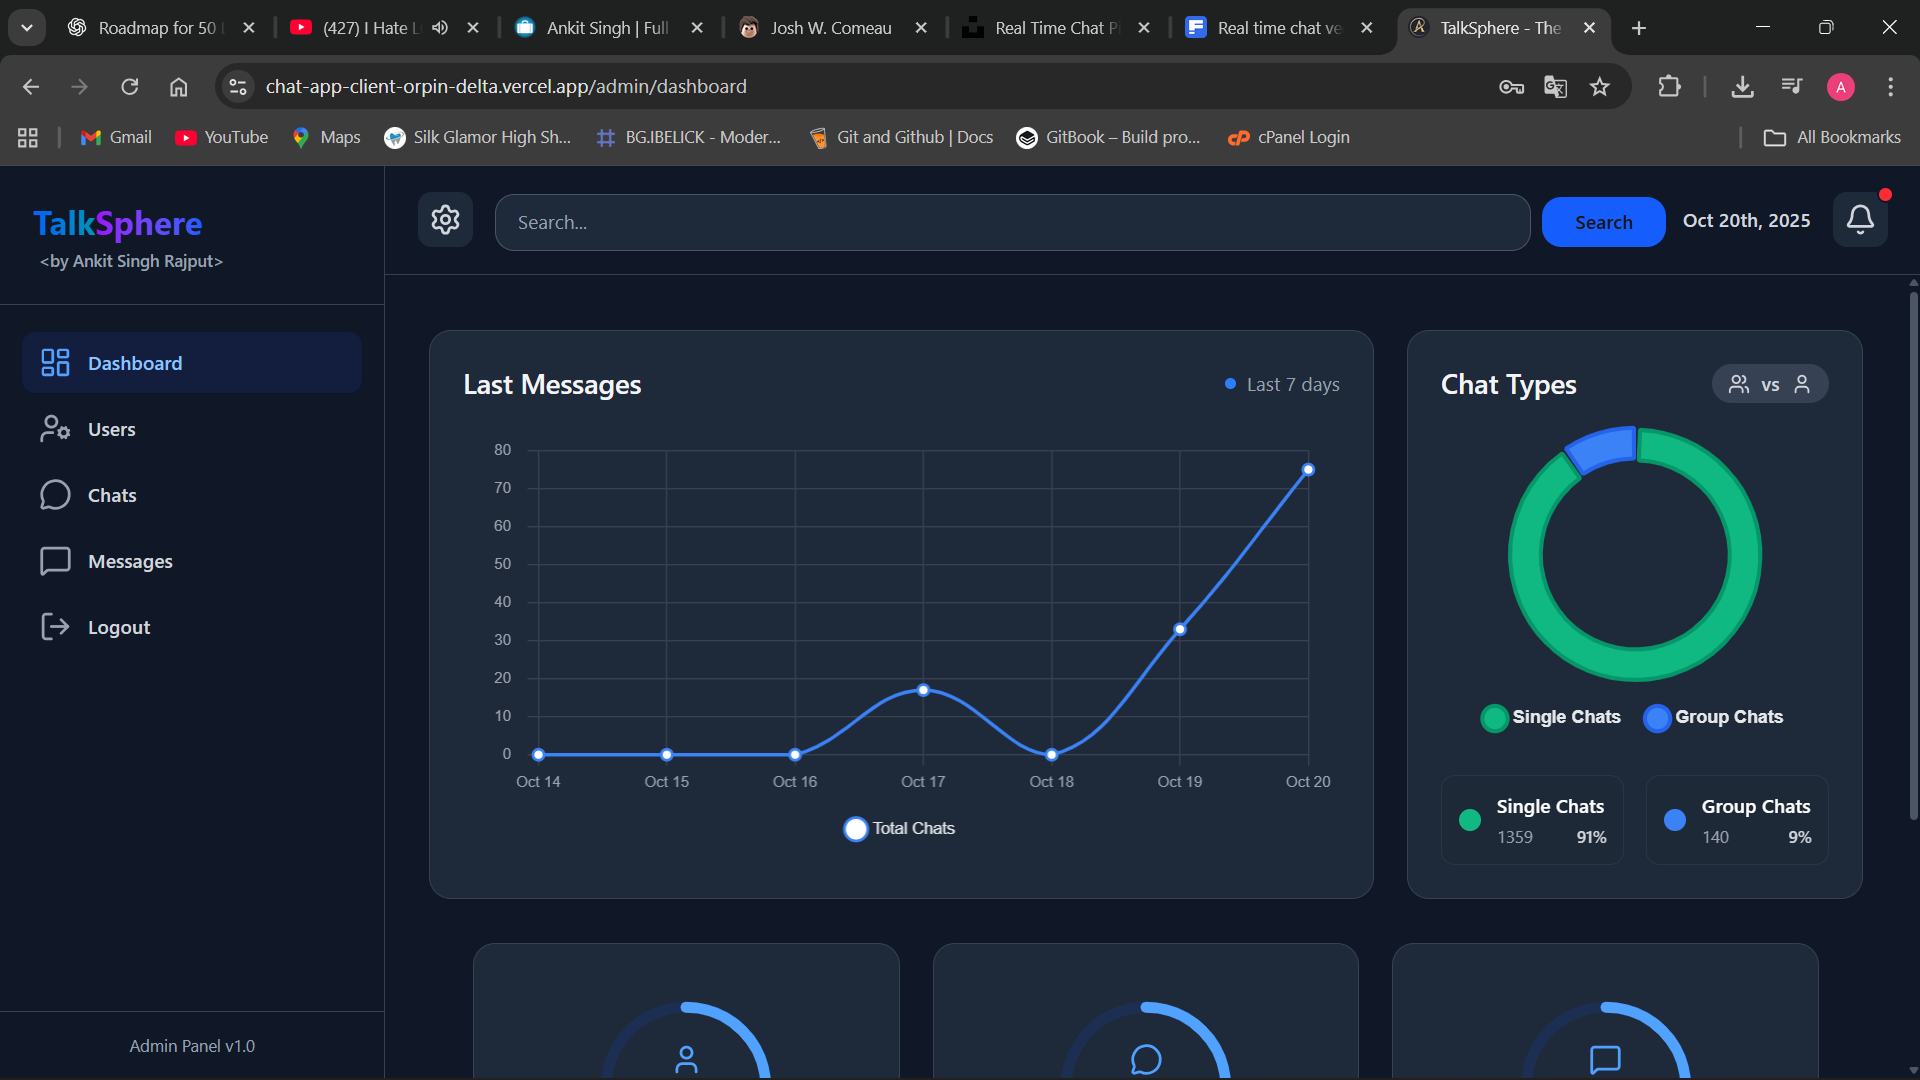 Roadmap for 50
(427) I Hate L
Ankit Singh | Full
Josh W. Comeau
Real Time Chat P
Real time chat ve
TalkSphere - The
chat-app-client-orpin-delta.vercel.app/admin/dashboard
A
Gmail
YouTube
Maps
Silk Glamor High Sh...
BG.IBELICK - Moder...
Git and Github | Docs
GitBook – Build pro...
cPanel Login
All Bookmarks
TalkSphere
<by Ankit Singh Rajput>
Search...
Search
Oct 20th, 2025
Dashboard
Users
Chats
Messages
Logout
Admin Panel v1.0
Last Messages
Last 7 days
80
70
60
50
40
30
20
10
0
Oct 14
Oct 15
Oct 16
Oct 17
Oct 18
Oct 19
Oct 20
Total Chats
Chat Types
vs
Single Chats
Group Chats
Single Chats
1359
91%
Group Chats
140
9%